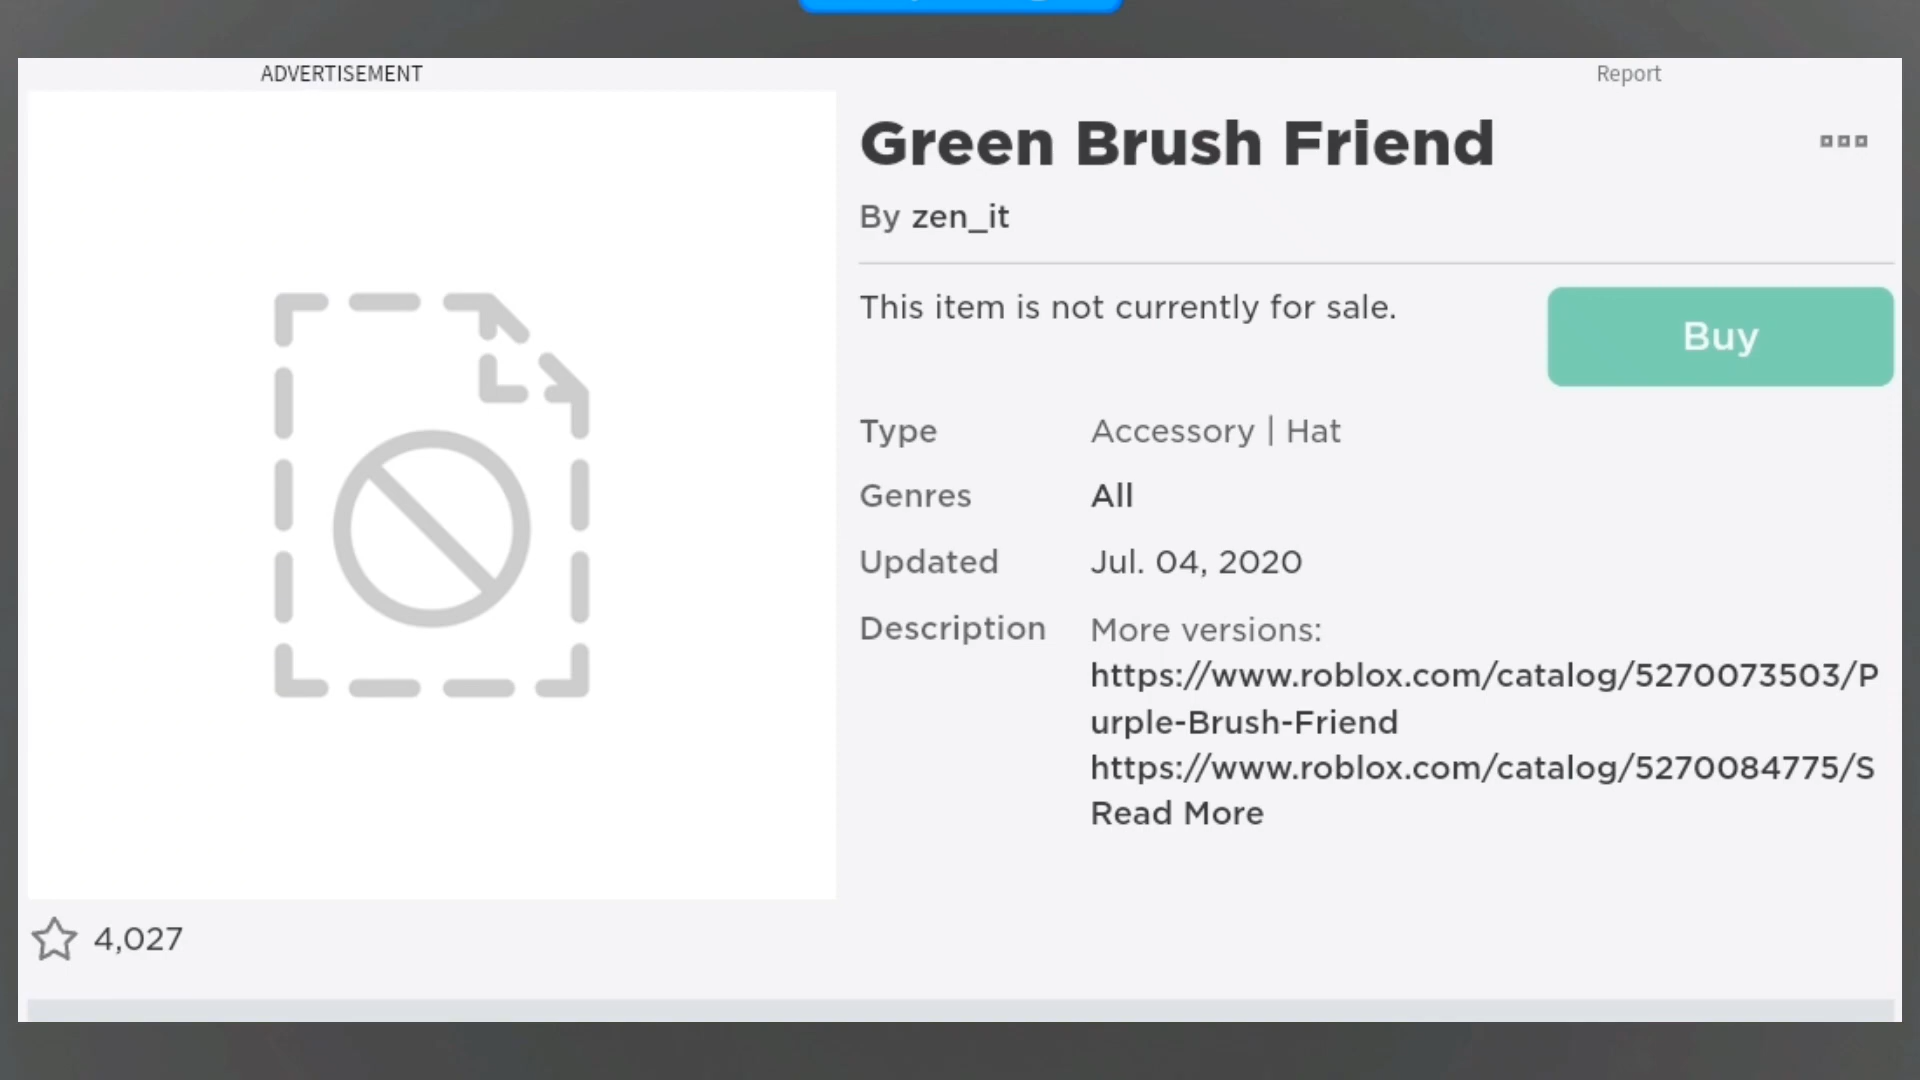 ADVERTISEMENT
Report
Green Brush Friend
By zen_it
This item is not currently for sale.
Buy
Type Accessory | Hat
Genres All
Updated Jul. 04, 2020
Description More versions:
https://www.roblox.com/catalog/5270073503/P
urple-Brush-Friend
https://www.roblox.com/catalog/5270084775/S
Read More
4,027